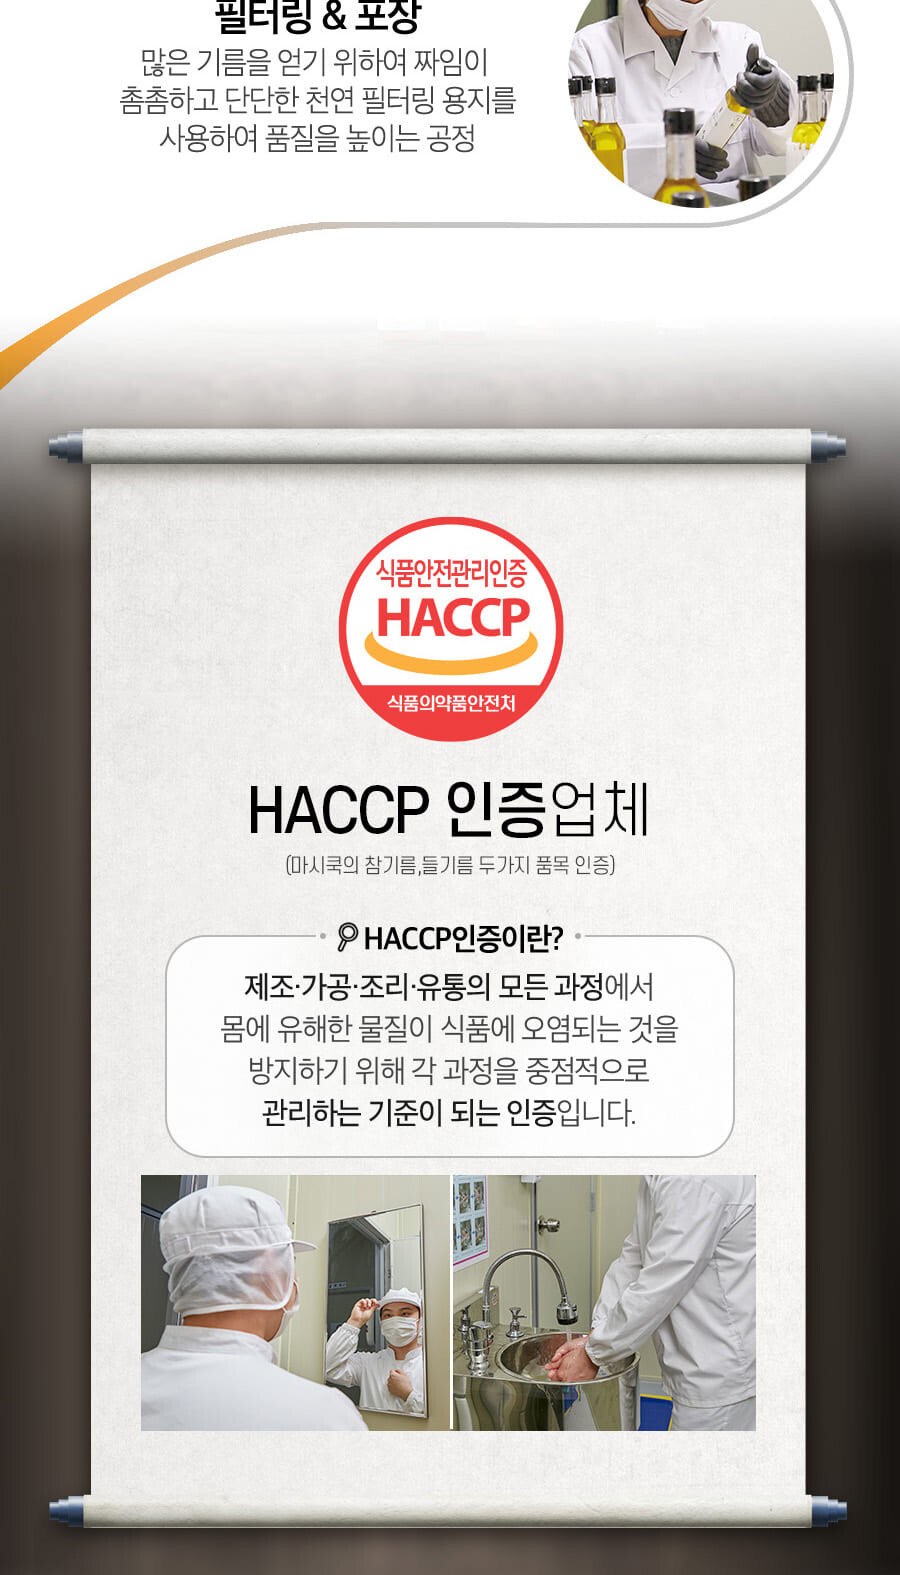 필터링 & 포장
많은 기름을 얻기 위하여 짜임이
촘촘하고 단단한 천연 필터링 용지를
사용하여 품질을 높이는 공정
식품안전관리인증
HACCP
식품의약품안전처
HACCP 인증업체
(마시쿡의 참기름,들기름 두가지 품목 인증)
HACCP인증이란?
제조·가공·조리·유통의 모든 과정에서
몸에 유해한 물질이 식품에 오염되는 것을
방지하기 위해 각 과정을 중점적으로
관리하는 기준이 되는 인증입니다.